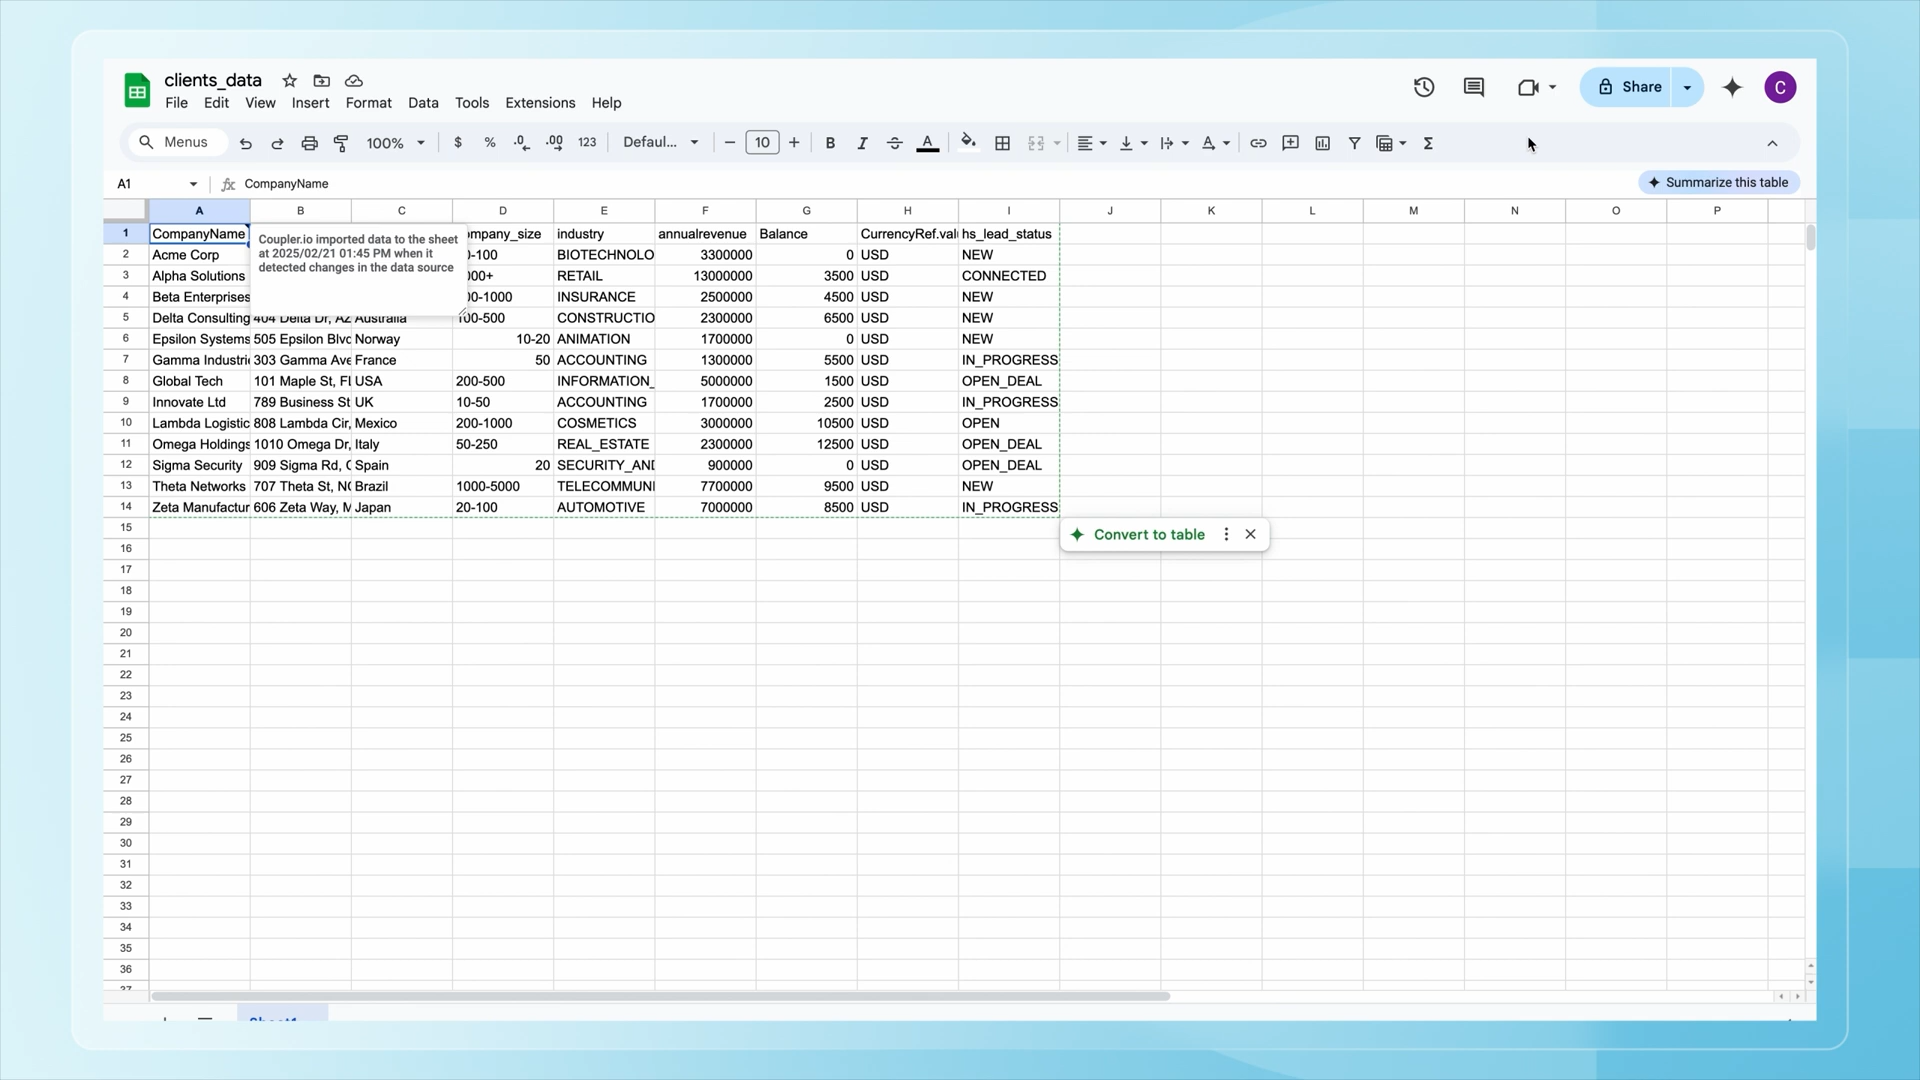 clients_data
File Edit View Insert Format Data Tools Extensions Help
Share
C
Menus 100% $ % .0 .00 123 Defaul... 10 B I A
A1 fx CompanyName
Summarize this table
A B C D E F G H I J K L M N O P
1 CompanyName industry annualrevenue Balance hs_lead_status
Coupler.io imported data to the sheet
at 2025/02/21 01:45 PM when it
detected changes in the data source
2 Acme Corp BIOTECHNOLO 3300000 0 USD NEW
3 Alpha Solutions RETAIL 13000000 3500 USD CONNECTED
4 Beta Enterprises INSURANCE 2500000 4500 USD NEW
5 Delta Consulting 404 Delta Dr, AZ Australia 100-500 CONSTRUCTIO 2300000 6500 USD NEW
6 Epsilon Systems 505 Epsilon Blvd Norway 10-20 ANIMATION 1700000 0 USD NEW
7 Gamma Industri 303 Gamma Ave France 50 ACCOUNTING 1300000 5500 USD IN_PROGRESS
8 Global Tech 101 Maple St, Fl USA 200-500 INFORMATION_ 5000000 1500 USD OPEN_DEAL
9 Innovate Ltd 789 Business St UK 10-50 ACCOUNTING 1700000 2500 USD IN_PROGRESS
10 Lambda Logistic 808 Lambda Cir, Mexico 200-1000 COSMETICS 3000000 10500 USD OPEN
11 Omega Holdings 1010 Omega Dr, Italy 50-250 REAL_ESTATE 2300000 12500 USD OPEN_DEAL
12 Sigma Security 909 Sigma Rd, Spain 20 SECURITY_AND 900000 0 USD OPEN_DEAL
13 Theta Networks 707 Theta St, NC Brazil 1000-5000 TELECOMMUNI 7700000 9500 USD NEW
14 Zeta Manufactur 606 Zeta Way, M Japan 20-100 AUTOMOTIVE 7000000 8500 USD IN_PROGRESS
15
Convert to table
16
17
18
19
20
21
22
23
24
25
26
27
28
29
30
31
32
33
34
35
36
37
Sheet1